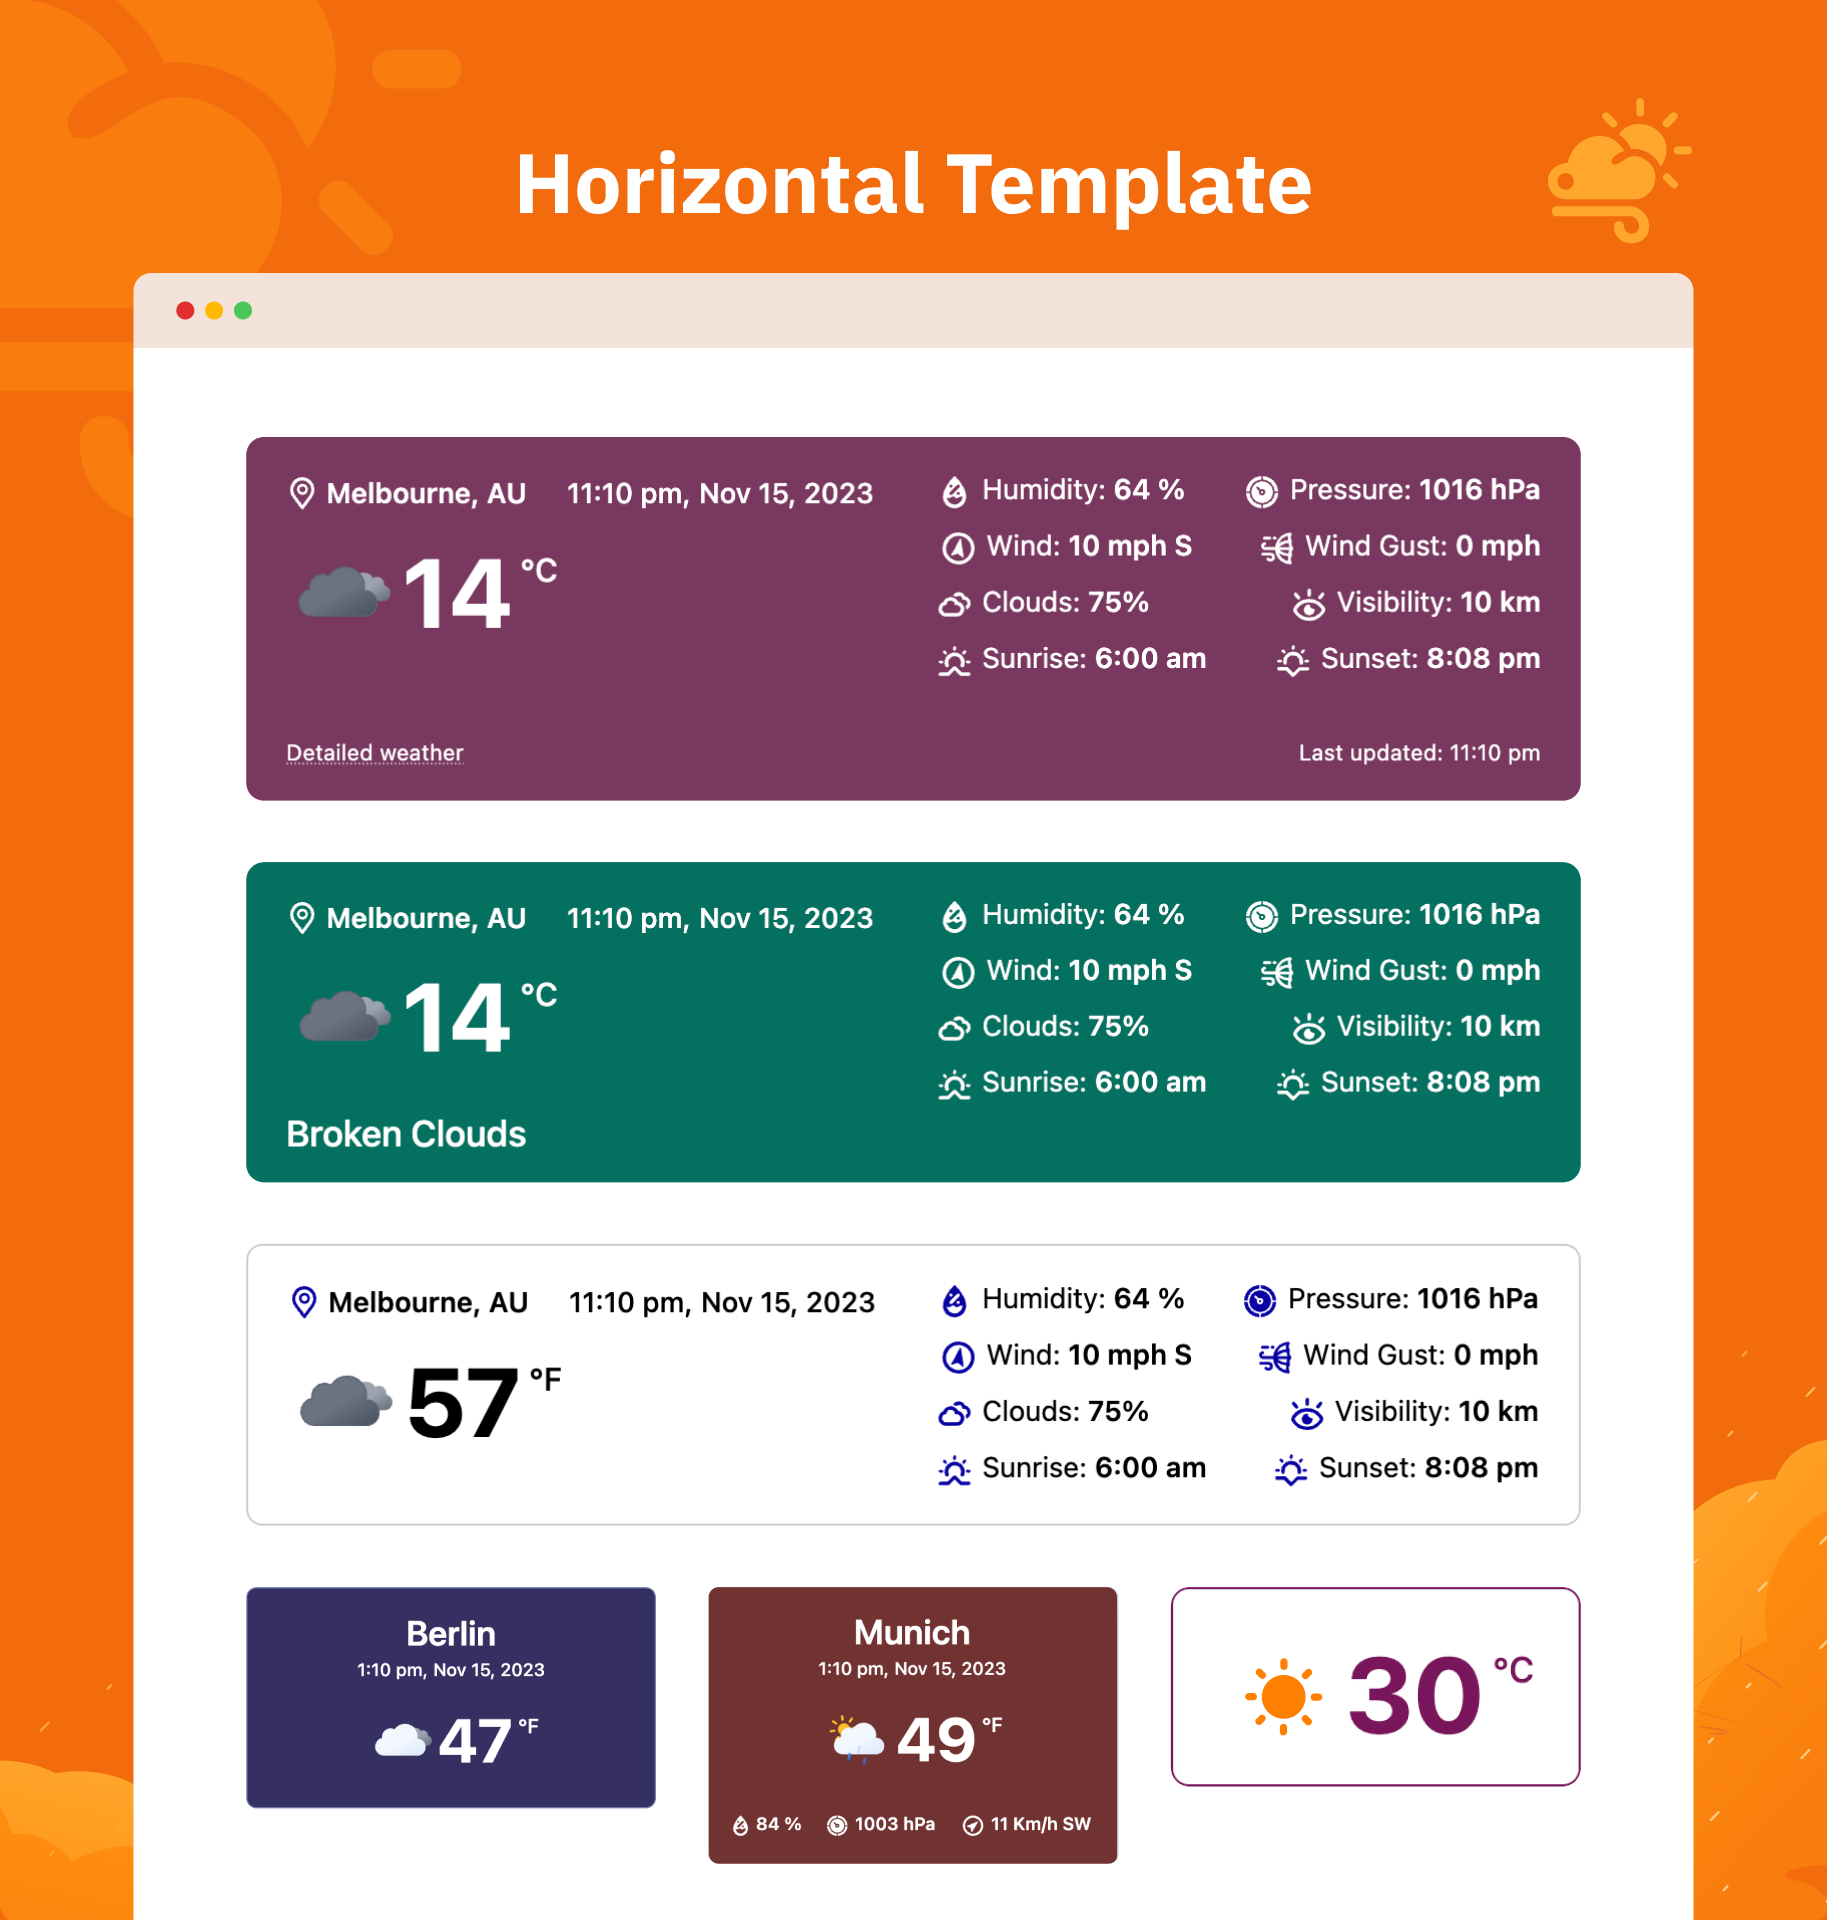 Horizontal Template
Melbourne, AU 11:10 pm, Nov 15, 2023
14 °C
Humidity: 64 % Pressure: 1016 hPa
Wind: 10 mph S Wind Gust: 0 mph
Clouds: 75% Visibility: 10 km
Sunrise: 6:00 am Sunset: 8:08 pm
Detailed weather Last updated: 11:10 pm
Melbourne, AU 11:10 pm, Nov 15, 2023
14 °C
Broken Clouds
Humidity: 64 % Pressure: 1016 hPa
Wind: 10 mph S Wind Gust: 0 mph
Clouds: 75% Visibility: 10 km
Sunrise: 6:00 am Sunset: 8:08 pm
Melbourne, AU 11:10 pm, Nov 15, 2023
57 °F
Humidity: 64 % Pressure: 1016 hPa
Wind: 10 mph S Wind Gust: 0 mph
Clouds: 75% Visibility: 10 km
Sunrise: 6:00 am Sunset: 8:08 pm
Berlin
1:10 pm, Nov 15, 2023
47 °F
Munich
1:10 pm, Nov 15, 2023
49 °F
84 % 1003 hPa 11 Km/h SW
30 °C